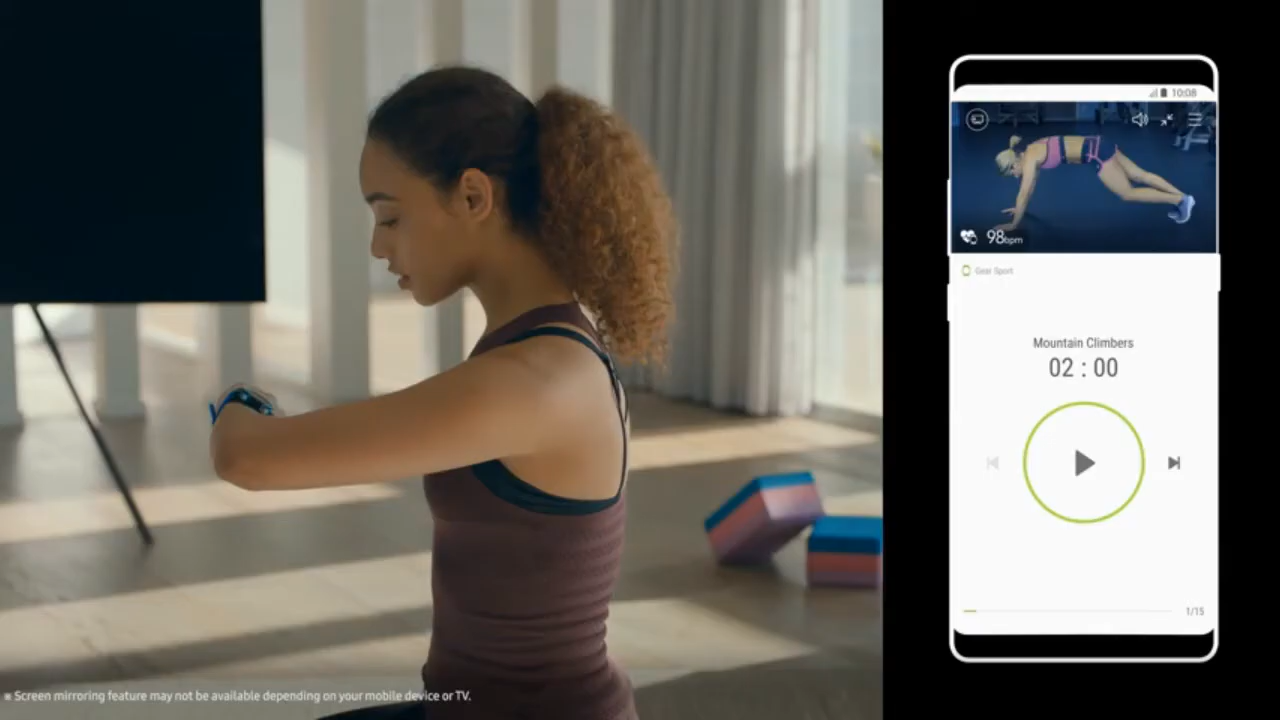 10:08
98bpm
Gear Sport
Mountain Climbers
02 : 00
1/15
※ Screen mirroring feature may not be available depending on your mobile device or TV.